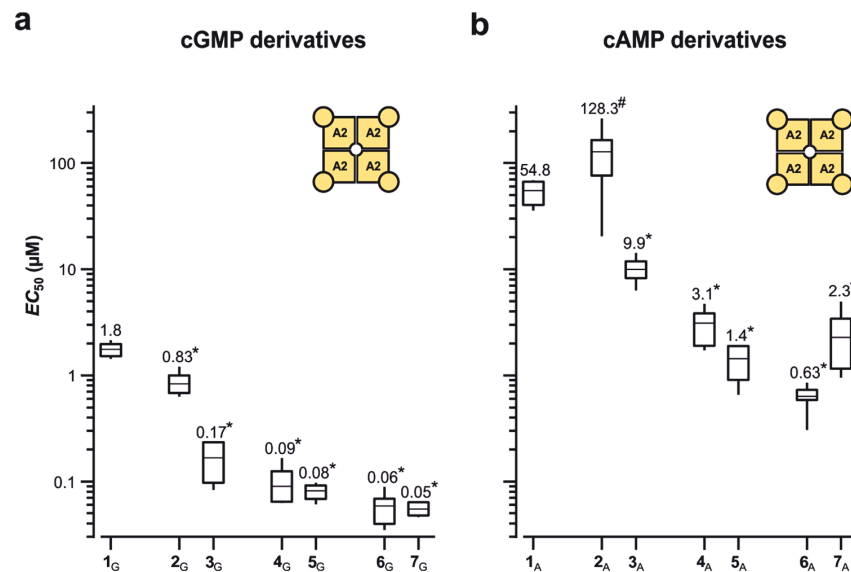 a
cGMP derivatives
A2 A2
A2 A2
EC50 (µM)
100
10
1
0.1
1.8
0.83*
0.17*
0.09*
0.08*
0.06*
0.05*
1G 2G 3G 4G 5G 6G 7G
b
cAMP derivatives
A2 A2
A2 A2
54.8
128.3#
9.9*
3.1*
1.4*
0.63*
2.3*
1A 2A 3A 4A 5A 6A 7A